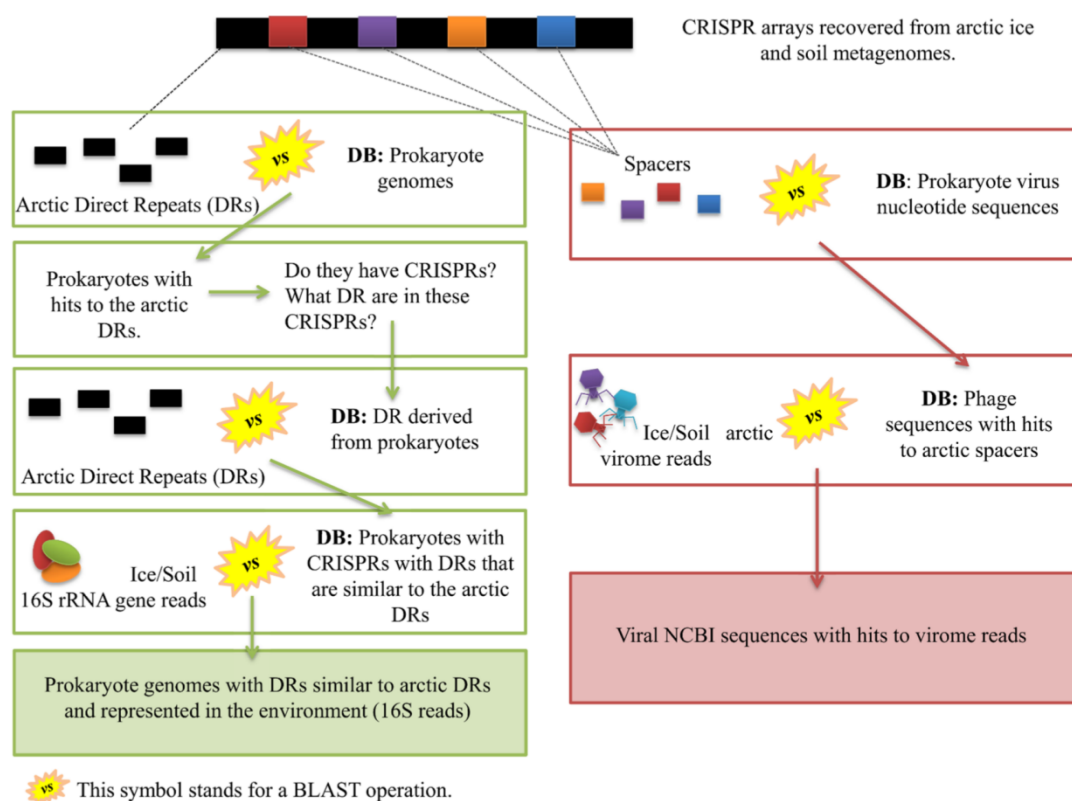 CRISPR arrays recovered from arctic ice
and soil metagenomes.
vs
DB: Prokaryote
genomes
Arctic Direct Repeats (DRs)
Prokaryotes with
hits to the arctic
DRs.
Do they have CRISPRs?
What DR are in these
CRISPRs?
vs
DB: DR derived
from prokaryotes
Arctic Direct Repeats (DRs)
Ice/Soil
16S rRNA gene reads
vs
DB: Prokaryotes with
CRISPRs with DRs that
are similar to the arctic
DRs
Prokaryote genomes with DRs similar to arctic DRs
and represented in the environment (16S reads)
Spacers
vs
DB: Prokaryote virus
nucleotide sequences
Ice/Soil arctic
virome reads
vs
DB: Phage
sequences with hits
to arctic spacers
Viral NCBI sequences with hits to virome reads
vs This symbol stands for a BLAST operation.